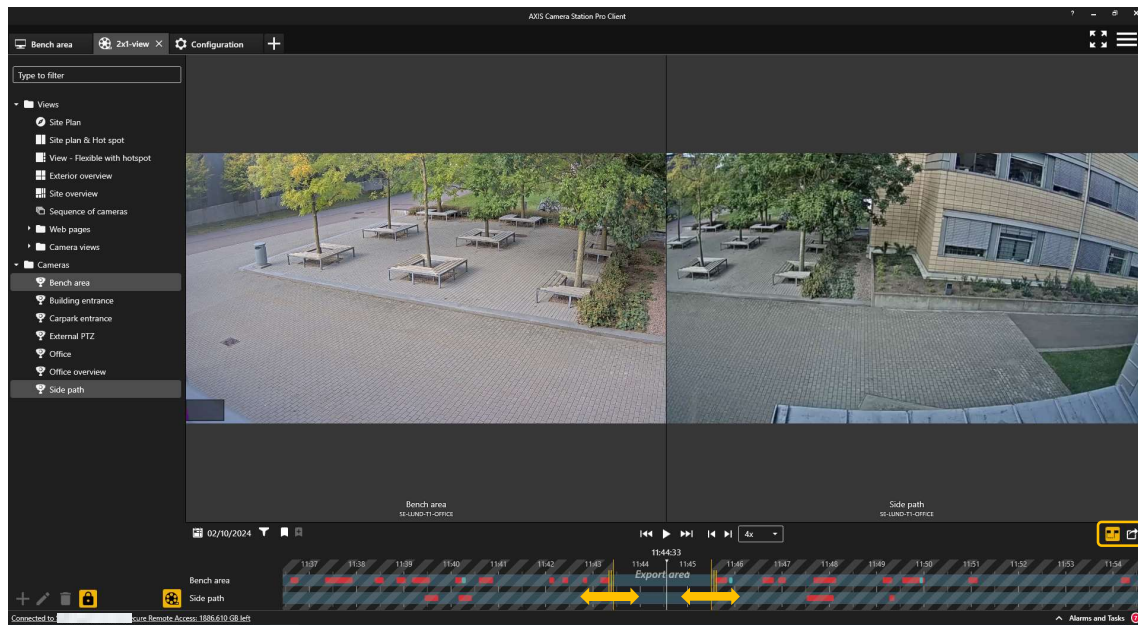 AXIS Camera Station Pro Client
?
Bench area
2x1-view
Configuration
Type to filter
Views
Site Plan
Site plan & Hot spot
View - Flexible with hotspot
Exterior overview
Site overview
Sequence of cameras
Web pages
Camera views
Cameras
Bench area
Building entrance
Carpark entrance
External PTZ
Office
Office overview
Side path
Bench area
SE-LUND-T1-OFFICE
Side path
SE-LUND-T1-OFFICE
02/10/2024
4x
11:44:33
11:37 11:38 11:39 11:40 11:41 11:42 11:43 11:44 11:45 11:46 11:47 11:48 11:49 11:50 11:51 11:52 11:53 11:54
Export area
Bench area
Side path
Connected to
cure Remote Access: 1886.610 GB left
Alarms and Tasks